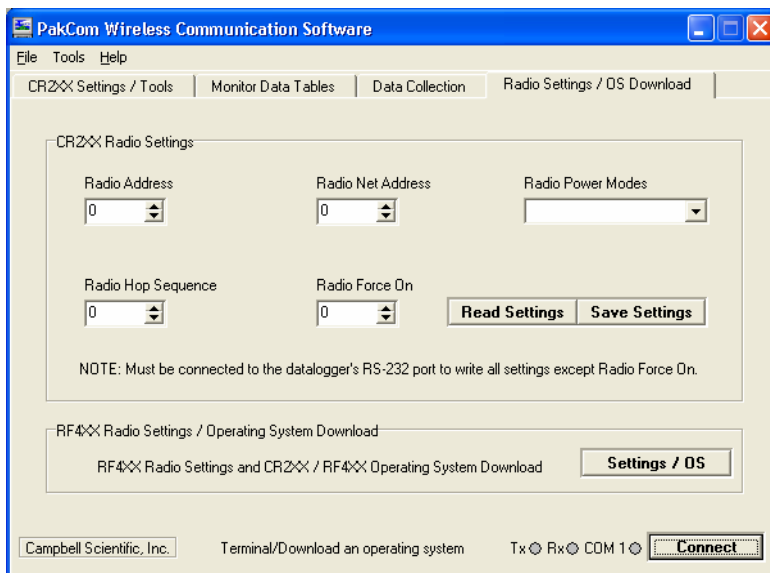 PakCom Wireless Communication Software
File Tools Help
CR2XX Settings / Tools Monitor Data Tables Data Collection Radio Settings / OS Download
CR2XX Radio Settings
Radio Address Radio Net Address Radio Power Modes
0 0
Radio Hop Sequence Radio Force On
0 0 Read Settings Save Settings
NOTE: Must be connected to the datalogger's RS-232 port to write all settings except Radio Force On.
RF4XX Radio Settings / Operating System Download
RF4XX Radio Settings and CR2XX / RF4XX Operating System Download Settings / OS
Campbell Scientific, Inc. Terminal/Download an operating system Tx Rx COM 1 Connect